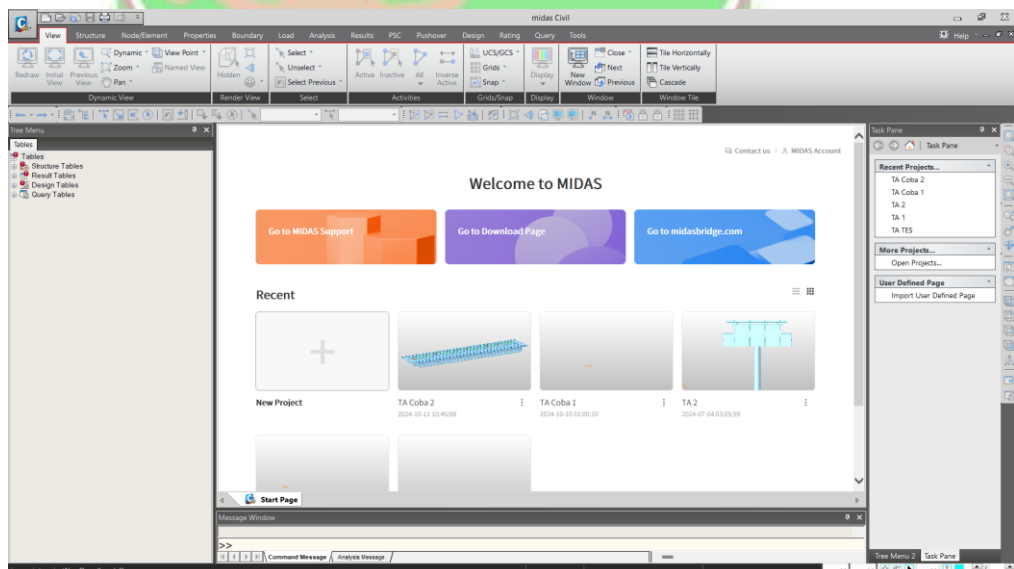 midas Civil
View Structure Node/Element Properties Boundary Load Analysis Results PSC Pushover Design Rating Query Tools Help
Redraw Initial View Previous View Dynamic Zoom Pan View Point Named View
Hidden
Select Unselect Select Previous
Active Inactive All Inverse Active
UCS/GCS Grids Snap
Display
New Window Close Next Previous
Tile Horizontally Tile Vertically Cascade
Dynamic View Render View Select Activities Grids/Snap Display Window Window Tile
Tree Menu
Tables
Tables
Structure Tables
Result Tables
Design Tables
Query Tables
Contact us MIDAS Account
Welcome to MIDAS
Go to MIDAS Support Go to Download Page Go to midasbridge.com
Recent
New Project TA Coba 2 TA Coba 1 TA 2
2024-10-11 10:46:08 2024-10-10 01:00:10 2024-07-04 03:05:59
Start Page
Message Window
>>
Command Message Analysis Message
Task Pane
Task Pane
Recent Projects...
TA Coba 2
TA Coba 1
TA 2
TA 1
TA TES
More Projects...
Open Projects...
User Defined Page
Import User Defined Page
Tree Menu 2 Task Pane